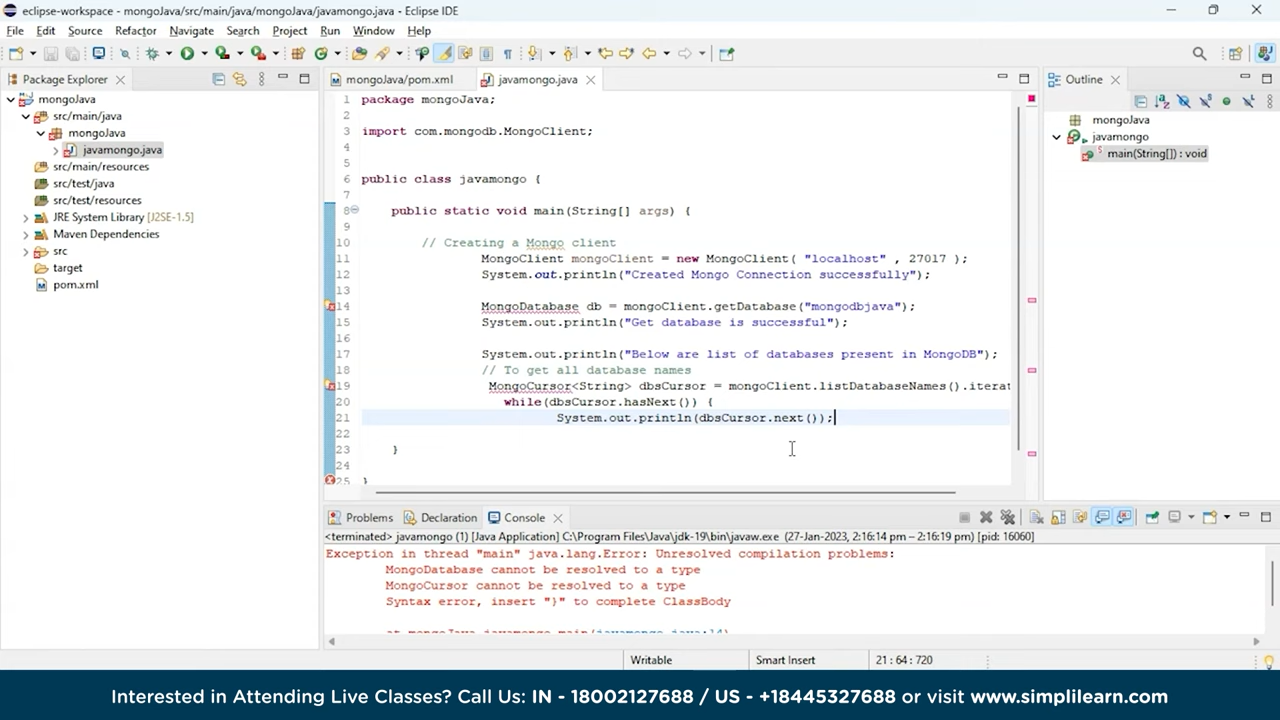 eclipse-workspace - mongoJava/src/main/java/mongoJava/javamongo.java - Eclipse IDE
File Edit Source Refactor Navigate Search Project Run Window Help
Package Explorer
mongoJava
src/main/java
mongoJava
javamongo.java
src/main/resources
src/test/java
src/test/resources
JRE System Library [J2SE-1.5]
Maven Dependencies
src
target
pom.xml
mongoJava/pom.xml javamongo.java
1 package mongoJava;
2
3 import com.mongodb.MongoClient;
4
5
6 public class javamongo {
7
8 public static void main(String[] args) {
9
10 // Creating a Mongo client
11 MongoClient mongoClient = new MongoClient( "localhost" , 27017 );
12 System.out.println("Created Mongo Connection successfully");
13
14 MongoDatabase db = mongoClient.getDatabase("mongodbjava");
15 System.out.println("Get database is successful");
16
17 System.out.println("Below are list of databases present in MongoDB");
18 // To get all database names
19 MongoCursor<String> dbsCursor = mongoClient.listDatabaseNames().iterat
20 while(dbsCursor.hasNext()) {
21 System.out.println(dbsCursor.next());
22
23 }
24
25 }
Outline
mongoJava
javamongo
main(String[]) : void
Problems Declaration Console
<terminated> javamongo (1) [Java Application] C:\Program Files\Java\jdk-19\bin\javaw.exe (27-Jan-2023, 2:16:14 pm – 2:16:19 pm) [pid: 16060]
Exception in thread "main" java.lang.Error: Unresolved compilation problems:
MongoDatabase cannot be resolved to a type
MongoCursor cannot be resolved to a type
Syntax error, insert "}" to complete ClassBody
at mongoJava.javamongo.main(javamongo.java:14)
Writable Smart Insert 21 : 64 : 720
Interested in Attending Live Classes? Call Us: IN - 18002127688 / US - +18445327688 or visit www.simplilearn.com